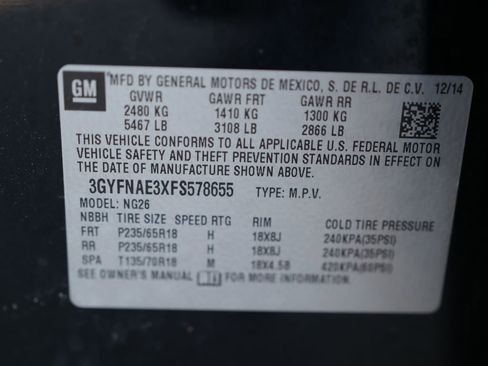 GM
MFD BY GENERAL MOTORS DE MEXICO, S. DE R.L. DE C.V. 12/14
GVWR GAWR FRT GAWR RR
2480 KG 1410 KG 1300 KG
5467 LB 3108 LB 2866 LB
THIS VEHICLE CONFORMS TO ALL APPLICABLE U.S. FEDERAL MOTOR
VEHICLE SAFETY AND THEFT PREVENTION STANDARDS IN EFFECT ON
THE DATE OF MANUFACTURE SHOWN ABOVE.
3GYFNAE3XFS578655 TYPE: M.P.V.
MODEL: NG26
NBBH TIRE SIZE SPEED RTG RIM COLD TIRE PRESSURE
FRT P235/65R18 H 18X8J 240KPA(35PSI)
RR P235/65R18 H 18X8J 240KPA(35PSI)
SPA T135/70R18 M 18X4.5B 420KPA(60PSI)
SEE OWNER'S MANUAL FOR MORE INFORMATION